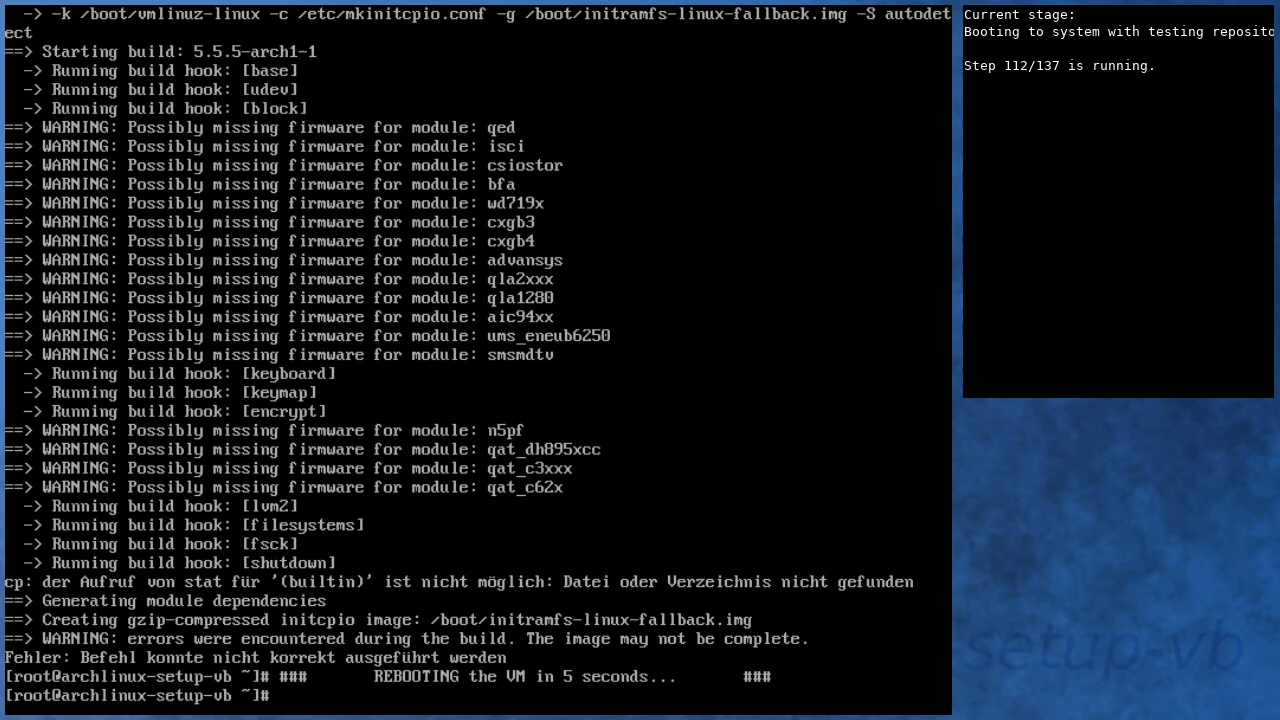 -> -k /boot/vmlinuz-linux -c /etc/mkinitcpio.conf -g /boot/initramfs-linux-fallback.img -S autodet
ect
==> Starting build: 5.5.5-arch1-1
  -> Running build hook: [base]
  -> Running build hook: [udev]
  -> Running build hook: [block]
==> WARNING: Possibly missing firmware for module: qed
==> WARNING: Possibly missing firmware for module: isci
==> WARNING: Possibly missing firmware for module: csiostor
==> WARNING: Possibly missing firmware for module: bfa
==> WARNING: Possibly missing firmware for module: wd719x
==> WARNING: Possibly missing firmware for module: cxgb3
==> WARNING: Possibly missing firmware for module: cxgb4
==> WARNING: Possibly missing firmware for module: advansys
==> WARNING: Possibly missing firmware for module: qla2xxx
==> WARNING: Possibly missing firmware for module: qla1280
==> WARNING: Possibly missing firmware for module: aic94xx
==> WARNING: Possibly missing firmware for module: ums_eneub6250
==> WARNING: Possibly missing firmware for module: smsmdtv
  -> Running build hook: [keyboard]
  -> Running build hook: [keymap]
  -> Running build hook: [encrypt]
==> WARNING: Possibly missing firmware for module: n5pf
==> WARNING: Possibly missing firmware for module: qat_dh895xcc
==> WARNING: Possibly missing firmware for module: qat_c3xxx
==> WARNING: Possibly missing firmware for module: qat_c62x
  -> Running build hook: [lvm2]
  -> Running build hook: [filesystems]
  -> Running build hook: [fsck]
  -> Running build hook: [shutdown]
cp: der Aufruf von stat für '(builtin)' ist nicht möglich: Datei oder Verzeichnis nicht gefunden
==> Generating module dependencies
==> Creating gzip-compressed initcpio image: /boot/initramfs-linux-fallback.img
==> WARNING: errors were encountered during the build. The image may not be complete.
Fehler: Befehl konnte nicht korrekt ausgeführt werden
[root@archlinux-setup-vb ~]# ###       REBOOTING the VM in 5 seconds...       ###
[root@archlinux-setup-vb ~]#
Current stage:
Booting to system with testing reposito
Step 112/137 is running.
setup-vb